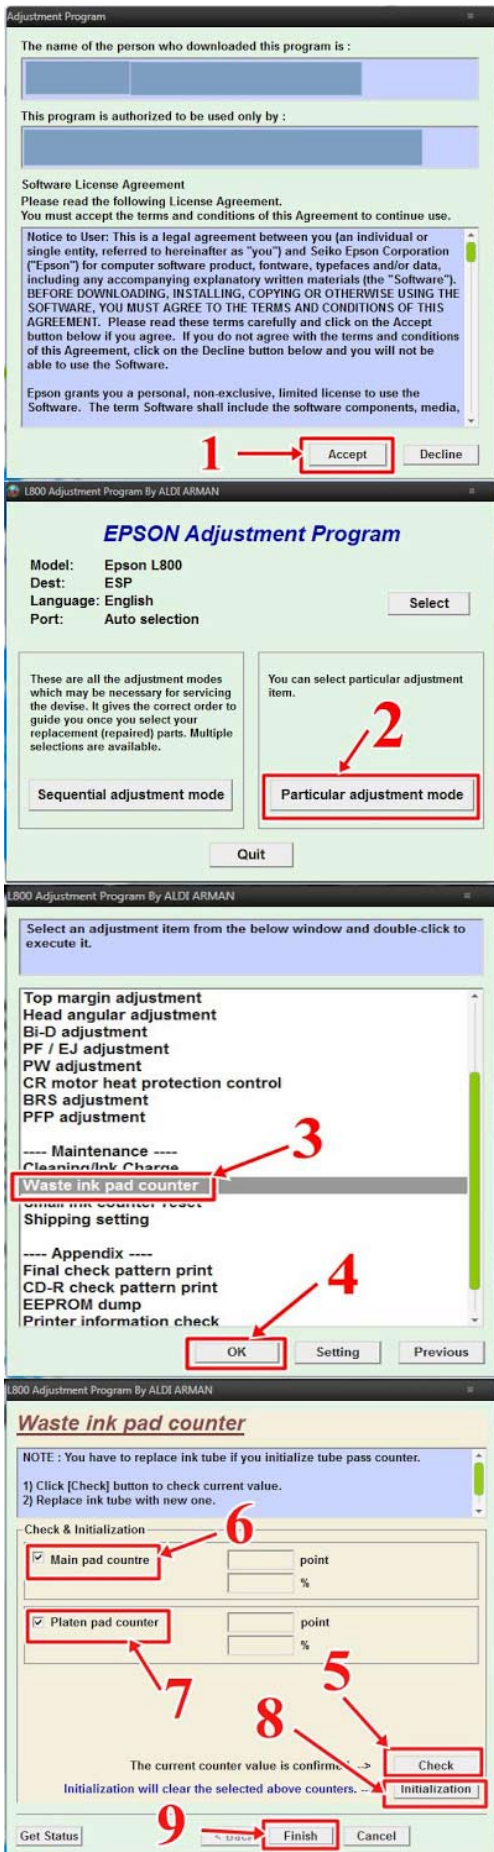 Adjustment Program
The name of the person who downloaded this program is :
This program is authorized to be used only by :
Software License Agreement
Please read the following License Agreement.
You must accept the terms and conditions of this Agreement to continue use.
Notice to User: This is a legal agreement between you (an individual or
single entity, referred to hereinafter as "you") and Seiko Epson Corporation
("Epson") for computer software product, fontware, typefaces and/or data,
including any accompanying explanatory written materials (the "Software").
BEFORE DOWNLOADING, INSTALLING, COPYING OR OTHERWISE USING THE
SOFTWARE, YOU MUST AGREE TO THE TERMS AND CONDITIONS OF THIS
AGREEMENT. Please read these terms carefully and click on the Accept
button below if you agree. If you do not agree with the terms and conditions
of this Agreement, click on the Decline button below and you will not be
able to use the Software.
Epson grants you a personal, non-exclusive, limited license to use the
Software. The term Software shall include the software components, media,
1 Accept Decline
L800 Adjustment Program By ALDI ARMAN
EPSON Adjustment Program
Model: Epson L800
Dest: ESP
Language: English
Port: Auto selection
Select
These are all the adjustment modes
which may be necessary for servicing
the devise. It gives the correct order to
guide you once you select your
replacement (repaired) parts. Multiple
selections are available.
Sequential adjustment mode
You can select particular adjustment
item.
2
Particular adjustment mode
Quit
L800 Adjustment Program By ALDI ARMAN
Select an adjustment item from the below window and double-click to
execute it.
Top margin adjustment
Head angular adjustment
Bi-D adjustment
PF / EJ adjustment
PW adjustment
CR motor heat protection control
BRS adjustment
PFP adjustment
---- Maintenance ----
3
Cleaning/Ink Charge
Waste ink pad counter
Small ink counter reset
Shipping setting
---- Appendix ----
Final check pattern print
CD-R check pattern print
EEPROM dump
Printer information check
4
OK Setting Previous
L800 Adjustment Program By ALDI ARMAN
Waste ink pad counter
NOTE : You have to replace ink tube if you initialize tube pass counter.
1) Click [Check] button to check current value.
2) Replace ink tube with new one.
Check & Initialization
6
Main pad countre point
%
Platen pad counter point
%
7
5
8
The current counter value is confirmed --> Check
Initialization will clear the selected above counters. -- Initialization
9
Get Status < Back Finish Cancel